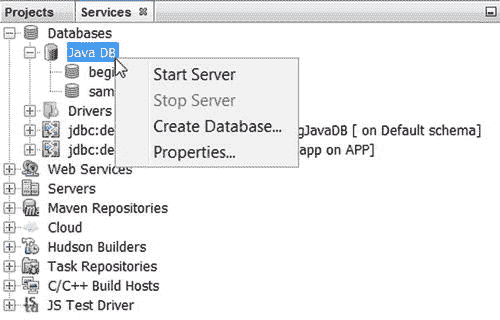 Projects Services
Databases
Java DB
Start Server
Stop Server
Create Database...
Properties...
Drivers
jdbc:de gJavaDB [ on Default schema]
jdbc:de app on APP]
Web Services
Servers
Maven Repositories
Cloud
Hudson Builders
Task Repositories
C/C++ Build Hosts
JS Test Driver